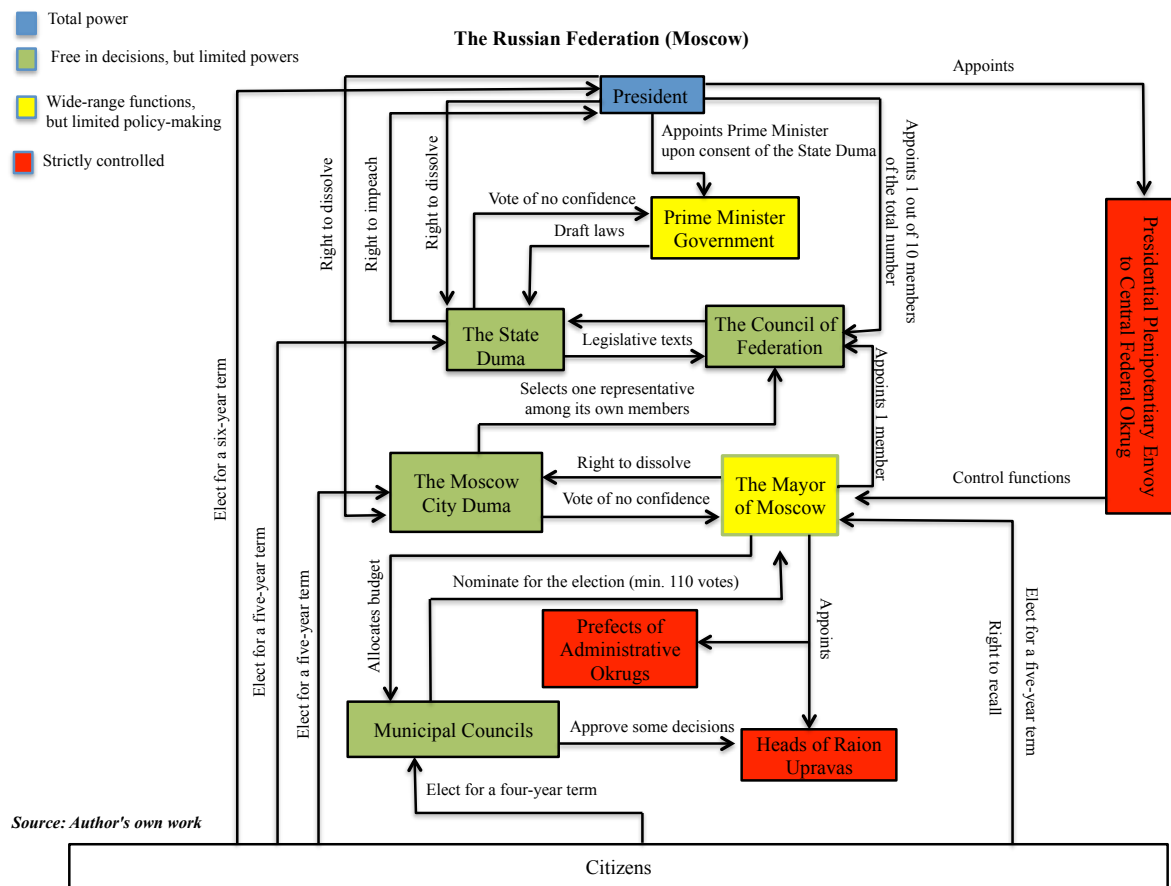 Total power
Free in decisions, but limited powers
Wide-range functions,
but limited policy-making
Strictly controlled
The Russian Federation (Moscow)
President
Appoints
Appoints Prime Minister
upon consent of the State Duma
Appoints 1 out of 10 members
of the total number
Right to dissolve
Right to impeach
Right to dissolve
Vote of no confidence
Prime Minister
Government
Draft laws
Presidential Plenipotentiary Envoy
to Central Federal Okrug
The State
Duma
Legislative texts
The Council of
Federation
Selects one representative
among its own members
Appoints 1
member
Elect for a six-year term
The Moscow
City Duma
Right to dissolve
Vote of no confidence
The Mayor
of Moscow
Control functions
Elect for a five-year term
Elect for a five-year term
Allocates budget
Nominate for the election (min. 110 votes)
Prefects of
Administrative
Okrugs
Appoints
Right to recall
Elect for a five-year term
Municipal Councils
Approve some decisions
Heads of Raion
Upravas
Elect for a four-year term
Source: Author's own work
Citizens